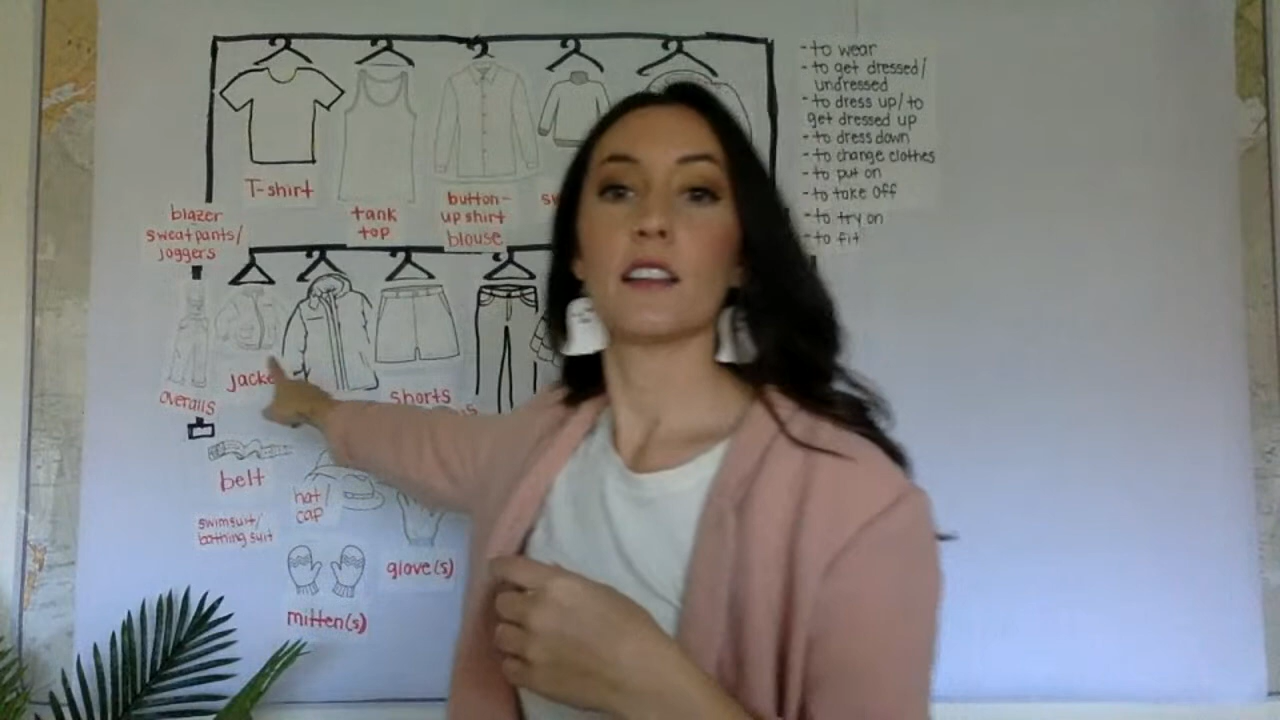 T-shirt
tank
top
button-
up shirt
blouse
blazer
sweatpants/
joggers
overalls
shorts
belt
hat/
cap
swimsuit/
bathing suit
glove(s)
mitten(s)
-to wear
-to get dressed/
undressed
-to dress up/to
get dressed up
-to dress down
-to change clothes
-to put on
-to take off
-to try on
-to fit